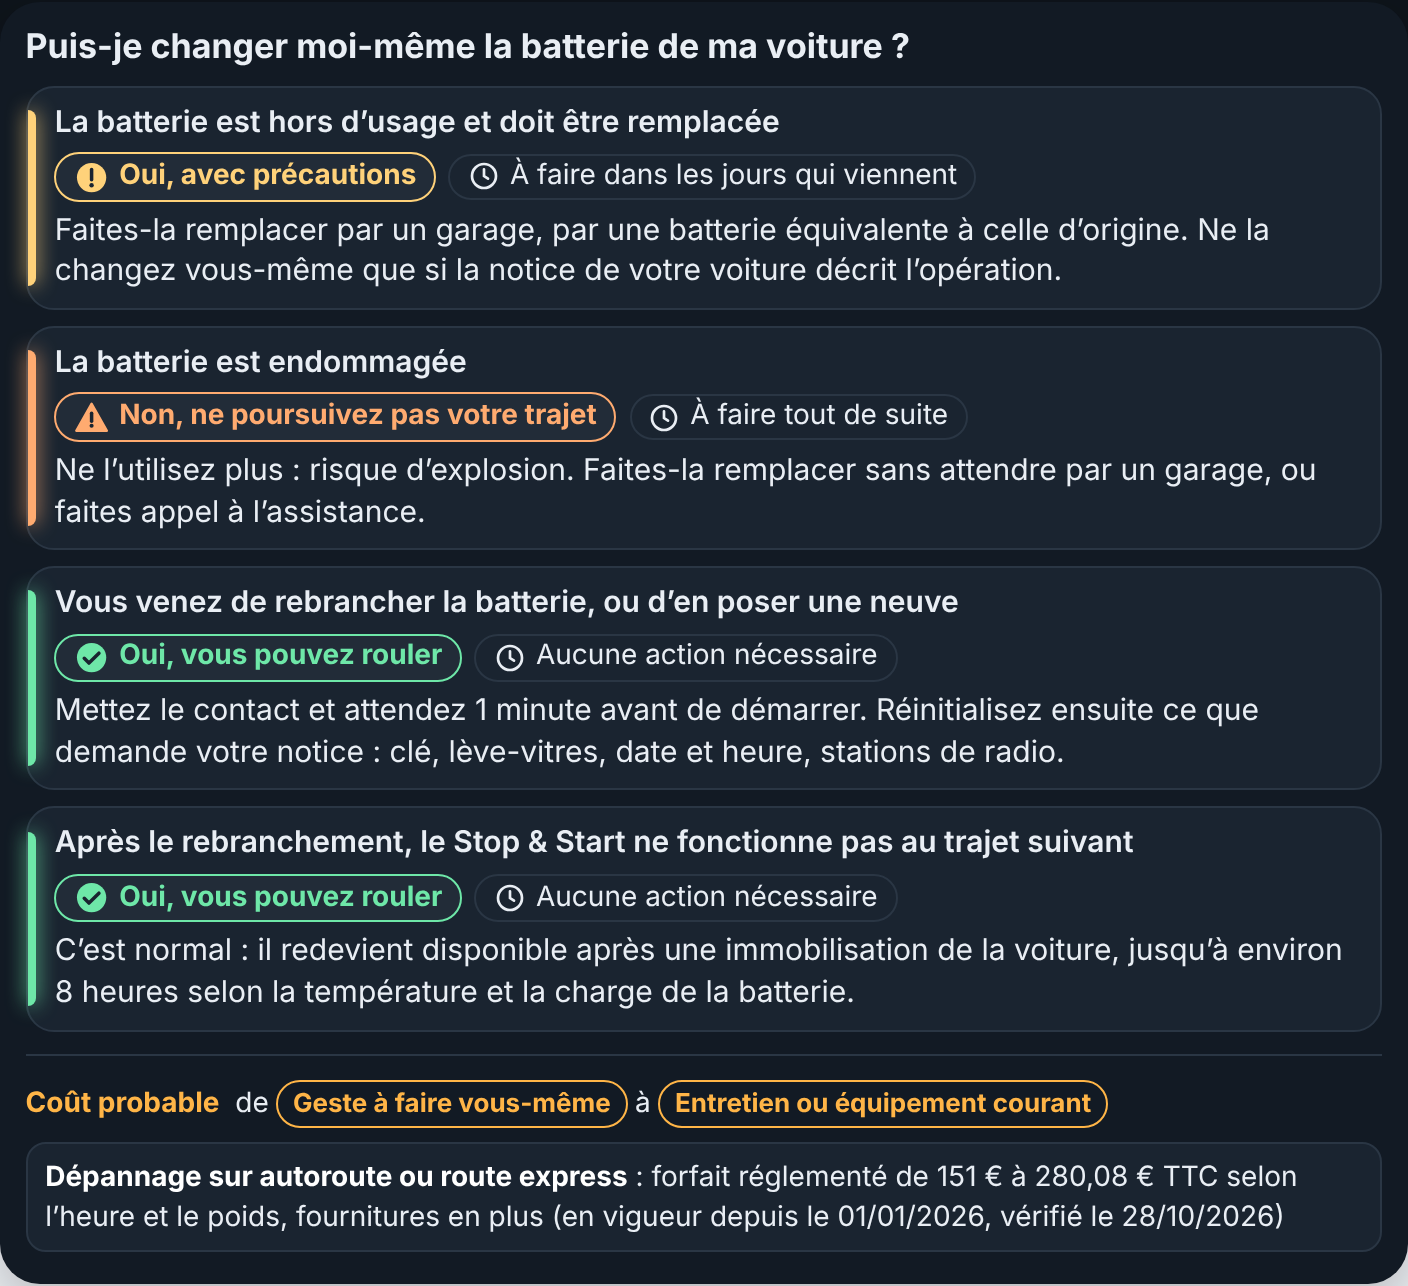 Puis-je changer moi-même la batterie de ma voiture ?
La batterie est hors d’usage et doit être remplacée
Oui, avec précautions
À faire dans les jours qui viennent
Faites-la remplacer par un garage, par une batterie équivalente à celle d’origine. Ne la
changez vous-même que si la notice de votre voiture décrit l’opération.
La batterie est endommagée
Non, ne poursuivez pas votre trajet
À faire tout de suite
Ne l’utilisez plus : risque d’explosion. Faites-la remplacer sans attendre par un garage, ou
faites appel à l’assistance.
Vous venez de rebrancher la batterie, ou d’en poser une neuve
Oui, vous pouvez rouler
Aucune action nécessaire
Mettez le contact et attendez 1 minute avant de démarrer. Réinitialisez ensuite ce que
demande votre notice : clé, lève-vitres, date et heure, stations de radio.
Après le rebranchement, le Stop & Start ne fonctionne pas au trajet suivant
Oui, vous pouvez rouler
Aucune action nécessaire
C’est normal : il redevient disponible après une immobilisation de la voiture, jusqu’à environ
8 heures selon la température et la charge de la batterie.
Coût probable de Geste à faire vous-même à Entretien ou équipement courant
Dépannage sur autoroute ou route express : forfait réglementé de 151 € à 280,08 € TTC selon
l’heure et le poids, fournitures en plus (en vigueur depuis le 01/01/2026, vérifié le 28/10/2026)